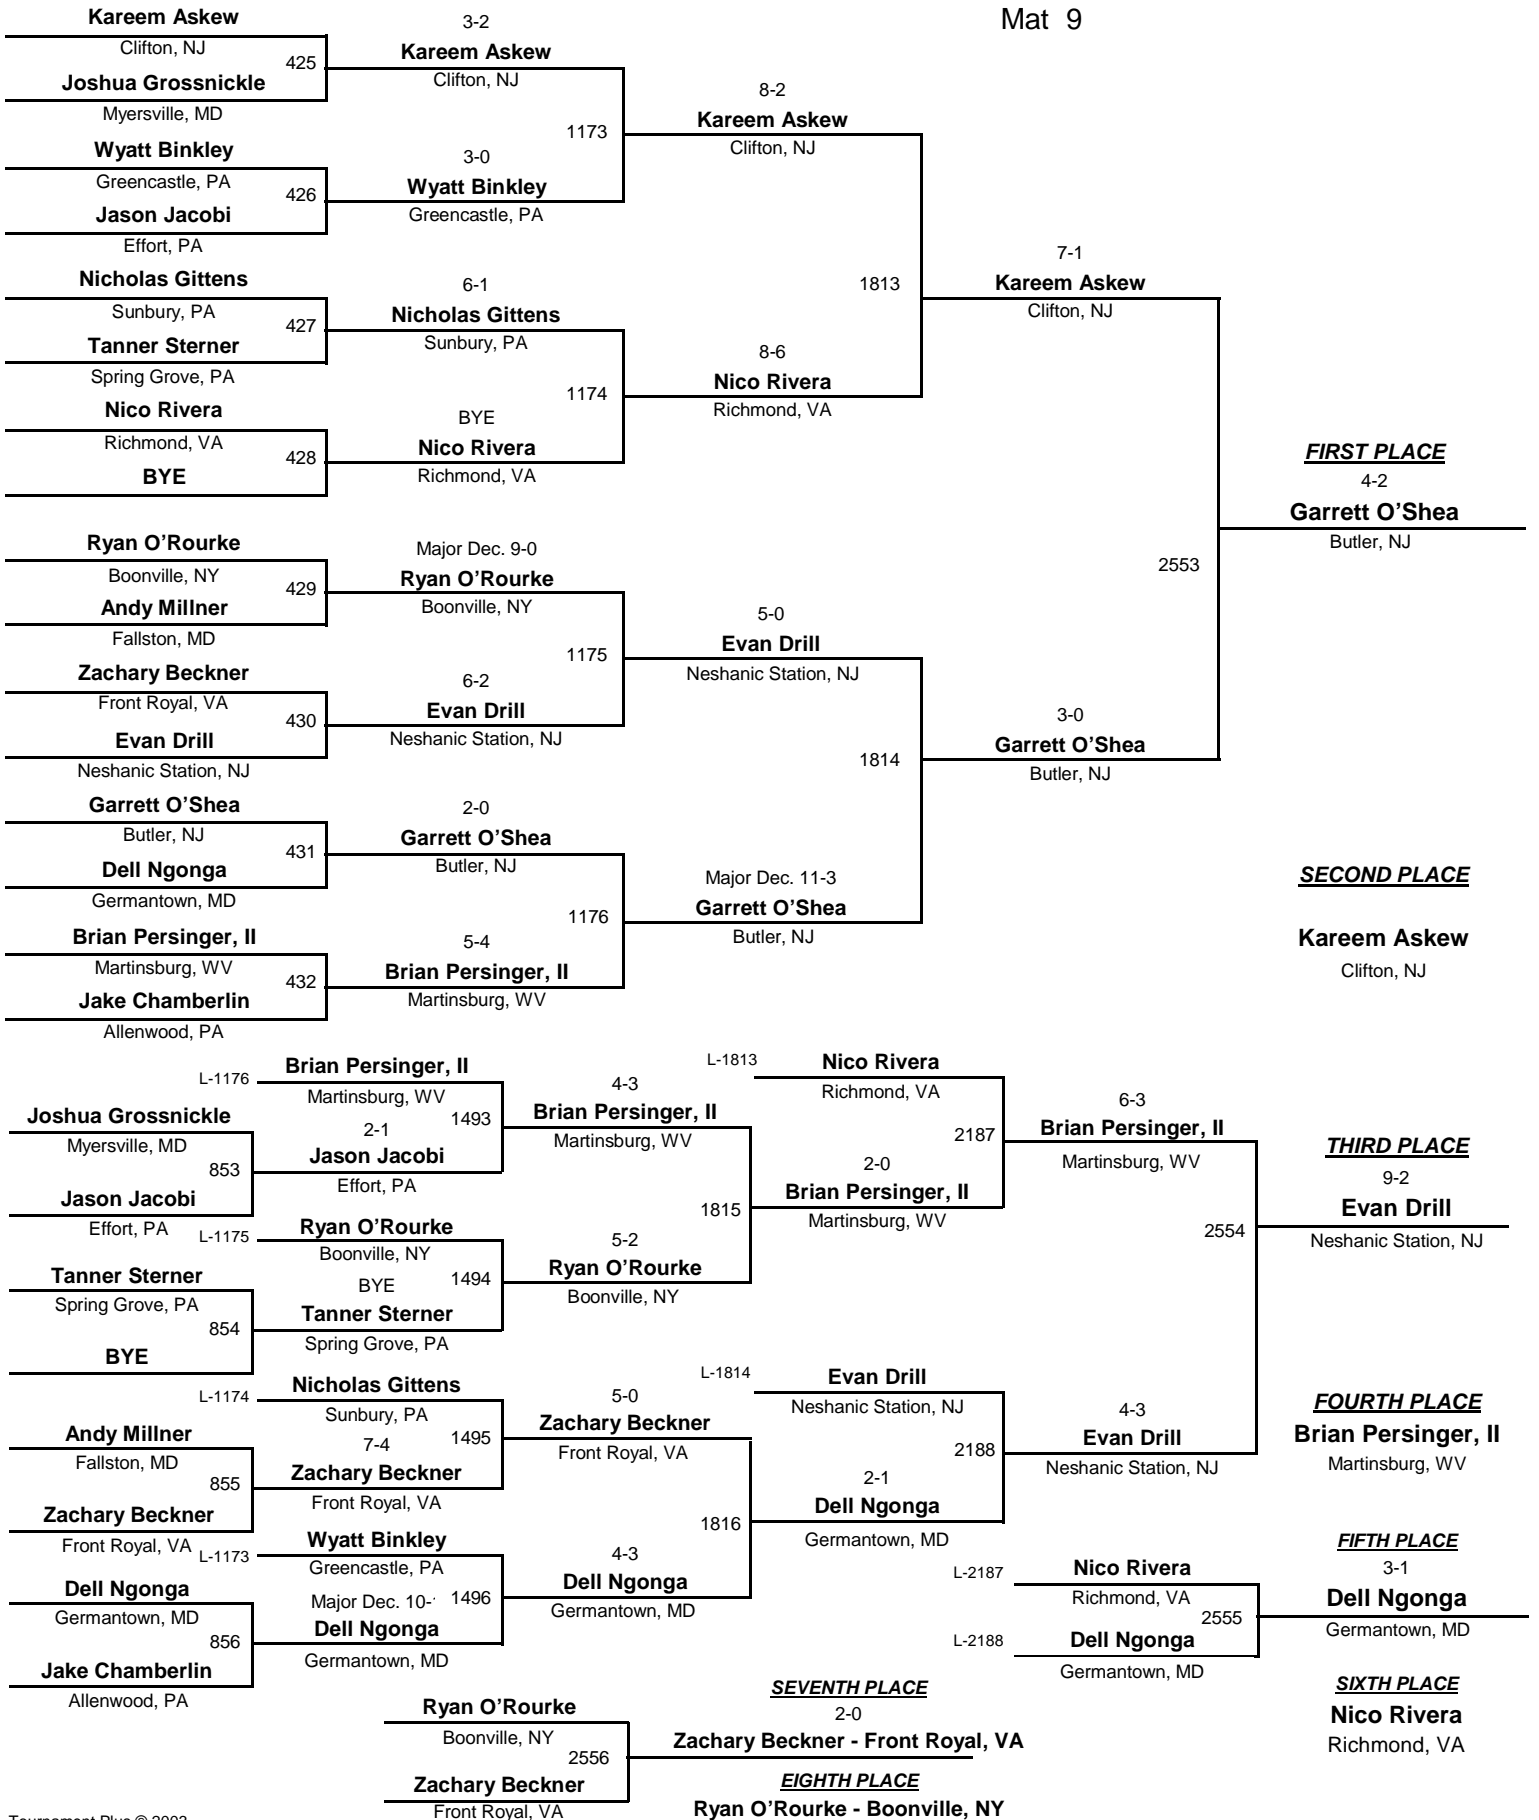 Mat 9
Kareem Askew
Clifton, NJ
425
Joshua Grossnickle
Myersville, MD
Wyatt Binkley
Greencastle, PA
426
Jason Jacobi
Effort, PA
Nicholas Gittens
Sunbury, PA
427
Tanner Sterner
Spring Grove, PA
Nico Rivera
Richmond, VA
428
BYE
Ryan O'Rourke
Boonville, NY
429
Andy Millner
Fallston, MD
Zachary Beckner
Front Royal, VA
430
Evan Drill
Neshanic Station, NJ
Garrett O'Shea
Butler, NJ
431
Dell Ngonga
Germantown, MD
Brian Persinger, II
Martinsburg, WV
432
Jake Chamberlin
Allenwood, PA
3-2
Kareem Askew
Clifton, NJ
1173
3-0
Wyatt Binkley
Greencastle, PA
6-1
Nicholas Gittens
Sunbury, PA
1174
BYE
Nico Rivera
Richmond, VA
Major Dec. 9-0
Ryan O'Rourke
Boonville, NY
1175
6-2
Evan Drill
Neshanic Station, NJ
2-0
Garrett O'Shea
Butler, NJ
1176
5-4
Brian Persinger, II
Martinsburg, WV
8-2
Kareem Askew
Clifton, NJ
1813
8-6
Nico Rivera
Richmond, VA
5-0
Evan Drill
Neshanic Station, NJ
1814
Major Dec. 11-3
Garrett O'Shea
Butler, NJ
7-1
Kareem Askew
Clifton, NJ
2553
3-0
Garrett O'Shea
Butler, NJ
FIRST PLACE
4-2
Garrett O'Shea
Butler, NJ
SECOND PLACE
Kareem Askew
Clifton, NJ
Joshua Grossnickle
Myersville, MD
853
Jason Jacobi
Effort, PA
Tanner Sterner
Spring Grove, PA
854
BYE
Andy Millner
Fallston, MD
855
Zachary Beckner
Front Royal, VA
Dell Ngonga
Germantown, MD
856
Jake Chamberlin
Allenwood, PA
L-1176
Brian Persinger, II
Martinsburg, WV
1493
2-1
Jason Jacobi
Effort, PA
L-1175
Ryan O'Rourke
Boonville, NY
1494
BYE
Tanner Sterner
Spring Grove, PA
L-1174
Nicholas Gittens
Sunbury, PA
1495
7-4
Zachary Beckner
Front Royal, VA
L-1173
Wyatt Binkley
Greencastle, PA
Major Dec. 10-
1496
Dell Ngonga
Germantown, MD
4-3
Brian Persinger, II
Martinsburg, WV
1815
5-2
Ryan O'Rourke
Boonville, NY
5-0
Zachary Beckner
Front Royal, VA
1816
4-3
Dell Ngonga
Germantown, MD
L-1813
Nico Rivera
Richmond, VA
2187
2-0
Brian Persinger, II
Martinsburg, WV
L-1814
Evan Drill
Neshanic Station, NJ
2188
2-1
Dell Ngonga
Germantown, MD
6-3
Brian Persinger, II
Martinsburg, WV
2554
4-3
Evan Drill
Neshanic Station, NJ
THIRD PLACE
9-2
Evan Drill
Neshanic Station, NJ
FOURTH PLACE
Brian Persinger, II
Martinsburg, WV
L-2187
Nico Rivera
Richmond, VA
2555
L-2188
Dell Ngonga
Germantown, MD
FIFTH PLACE
3-1
Dell Ngonga
Germantown, MD
SIXTH PLACE
Nico Rivera
Richmond, VA
Ryan O'Rourke
Boonville, NY
2556
Zachary Beckner
Front Royal, VA
SEVENTH PLACE
2-0
Zachary Beckner - Front Royal, VA
EIGHTH PLACE
Ryan O'Rourke - Boonville, NY